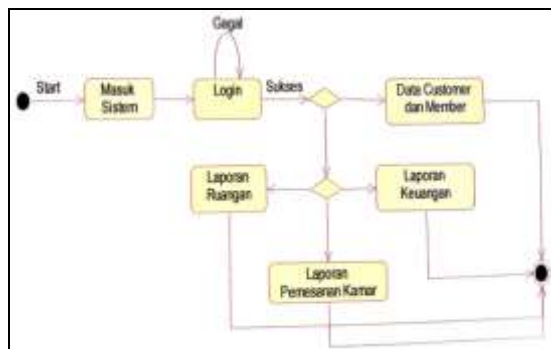 Gagal
Start
Masuk
Sistem
Login
Sukses
Data Customer
dan Member
Laporan
Ruangan
Laporan
Keuangan
Laporan
Pemesanan Kamar